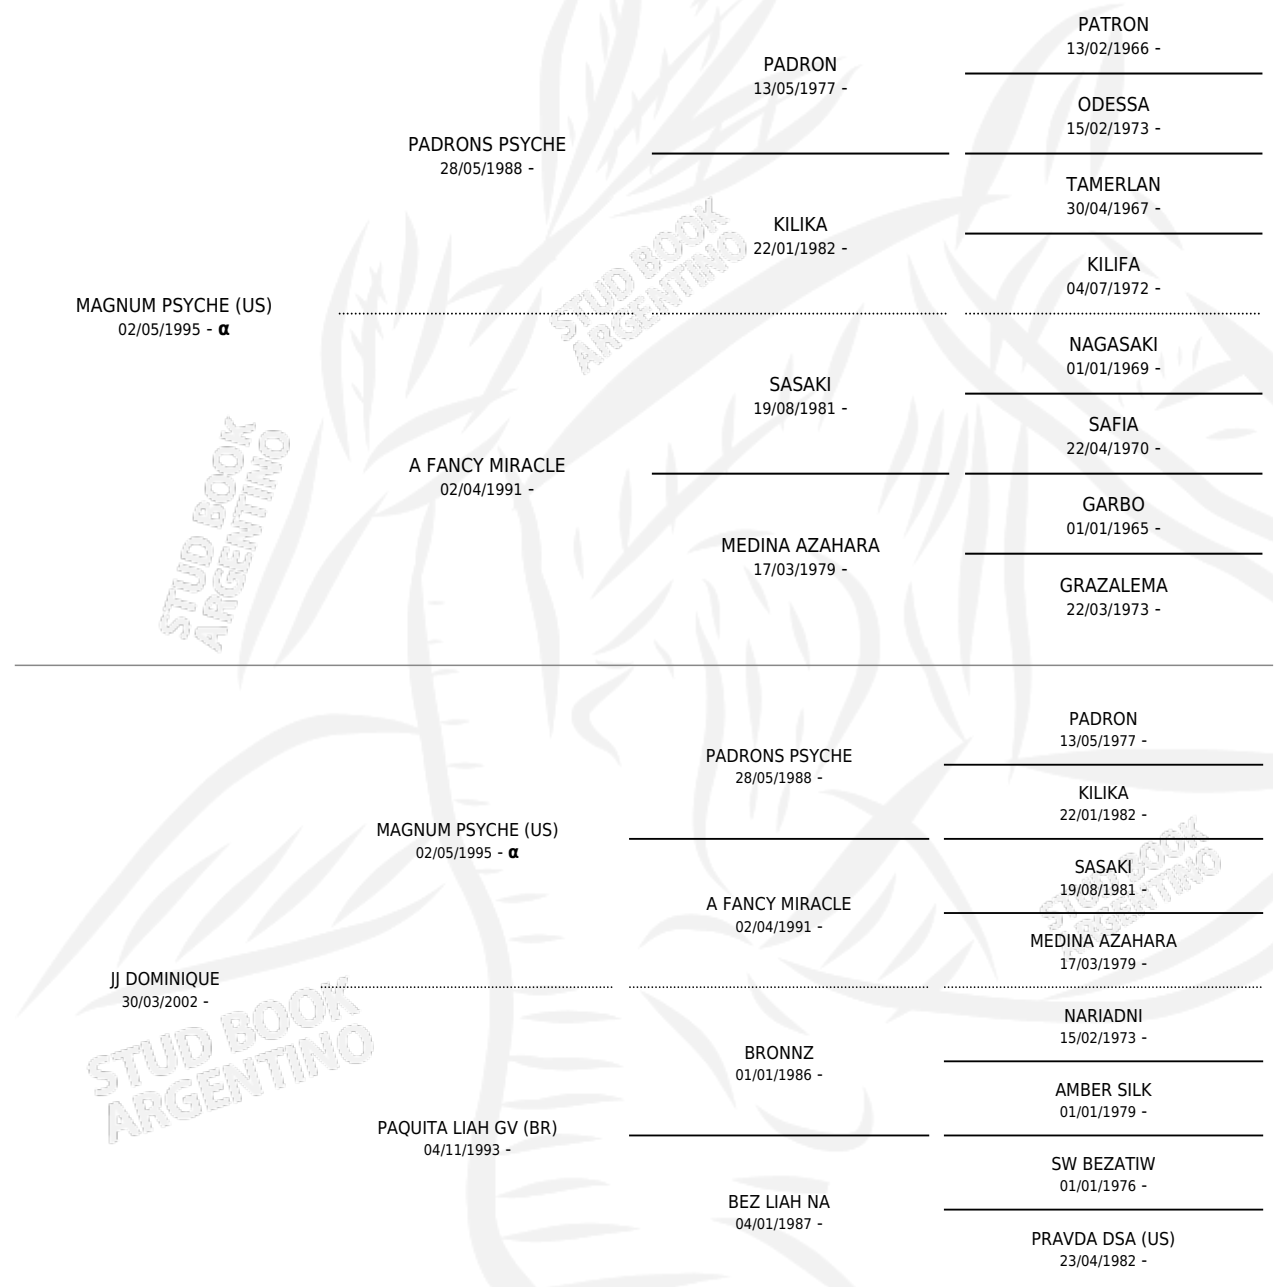 PATRON
13/02/1966 -
PADRON
13/05/1977 -
ODESSA
15/02/1973 -
PADRONS PSYCHE
28/05/1988 -
TAMERLAN
30/04/1967 -
KILIKA
22/01/1982 -
KILIFA
04/07/1972 -
MAGNUM PSYCHE (US)
02/05/1995 - α
NAGASAKI
01/01/1969 -
SASAKI
19/08/1981 -
SAFIA
22/04/1970 -
A FANCY MIRACLE
02/04/1991 -
GARBO
01/01/1965 -
MEDINA AZAHARA
17/03/1979 -
GRAZALEMA
22/03/1973 -
STUD BOOK
ARGENTINO
STUD BOOK
ARGENTINO
PADRON
13/05/1977 -
PADRONS PSYCHE
28/05/1988 -
KILIKA
22/01/1982 -
MAGNUM PSYCHE (US)
02/05/1995 - α
SASAKI
19/08/1981 -
A FANCY MIRACLE
02/04/1991 -
MEDINA AZAHARA
17/03/1979 -
JJ DOMINIQUE
30/03/2002 -
NARIADNI
15/02/1973 -
BRONNZ
01/01/1986 -
AMBER SILK
01/01/1979 -
PAQUITA LIAH GV (BR)
04/11/1993 -
SW BEZATIW
01/01/1976 -
BEZ LIAH NA
04/01/1987 -
PRAVDA DSA (US)
23/04/1982 -
STUD BOOK
ARGENTINO
STUD BOOK
ARGENTINO